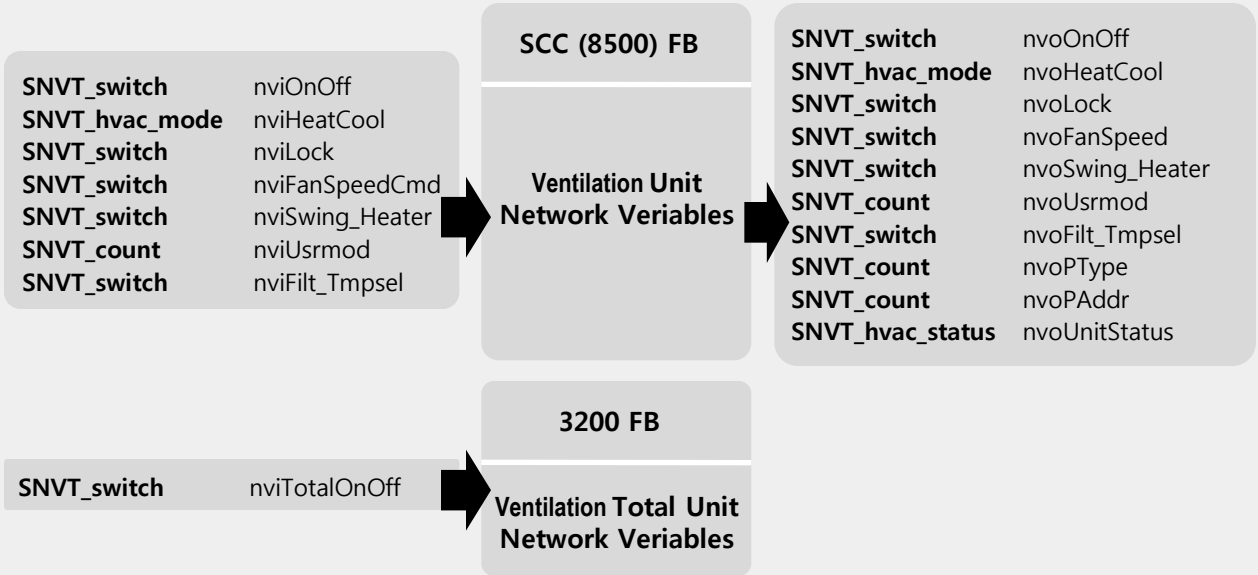 SNVT_switch nviOnOff
SNVT_hvac_mode nviHeatCool
SNVT_switch nviLock
SNVT_switch nviFanSpeedCmd
SNVT_switch nviSwing_Heater
SNVT_count nviUsrmod
SNVT_switch nviFilt_Tmpsel
SCC (8500) FB
Ventilation Unit
Network Veriables
SNVT_switch nvoOnOff
SNVT_hvac_mode nvoHeatCool
SNVT_switch nvoLock
SNVT_switch nvoFanSpeed
SNVT_switch nvoSwing_Heater
SNVT_count nvoUsrmod
SNVT_switch nvoFilt_Tmpsel
SNVT_count nvoPType
SNVT_count nvoPAddr
SNVT_hvac_status nvoUnitStatus
SNVT_switch nviTotalOnOff
3200 FB
Ventilation Total Unit
Network Veriables